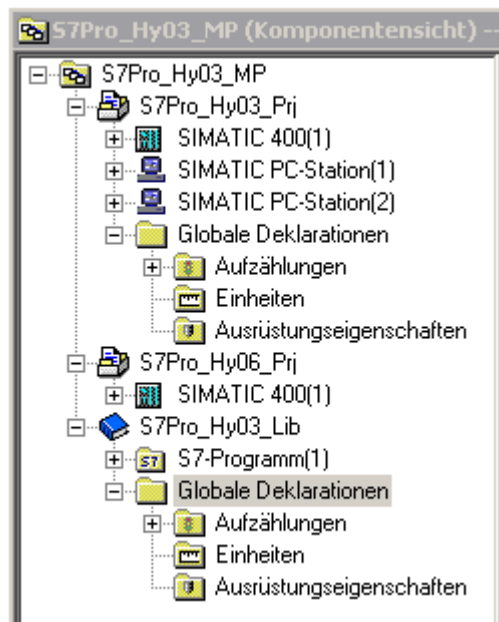 S7Pro_Hy03_MP (Komponentensicht) --
S7Pro_Hy03_MP
S7Pro_Hy03_Prj
SIMATIC 400(1)
SIMATIC PC-Station(1)
SIMATIC PC-Station(2)
Globale Deklarationen
Aufzählungen
Einheiten
Ausrüstungseigenschaften
S7Pro_Hy06_Prj
SIMATIC 400(1)
S7Pro_Hy03_Lib
S7-Programm(1)
Globale Deklarationen
Aufzählungen
Einheiten
Ausrüstungseigenschaften